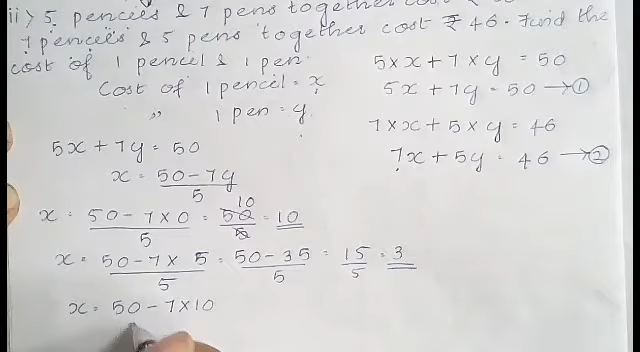 ii) 5 pencils & 7 pens together cost ₹
7 pencils & 5 pens together cost ₹ 46. Find the
cost of 1 pencil & 1 pen.
Cost of 1 pencil = x
" 1 pen = y
5 × x + 7 × y = 50
5x + 7y = 50 → ①
7 × x + 5 × y = 46
7x + 5y = 46 → ②
5x + 7y = 50
x = 50 - 7y / 5
x = 50 - 7 × 0 / 5 = 50 / 5 10 = 10
x = 50 - 7 × 5 / 5 = 50 - 35 / 5 = 15 / 5 = 3
x = 50 - 7 × 10